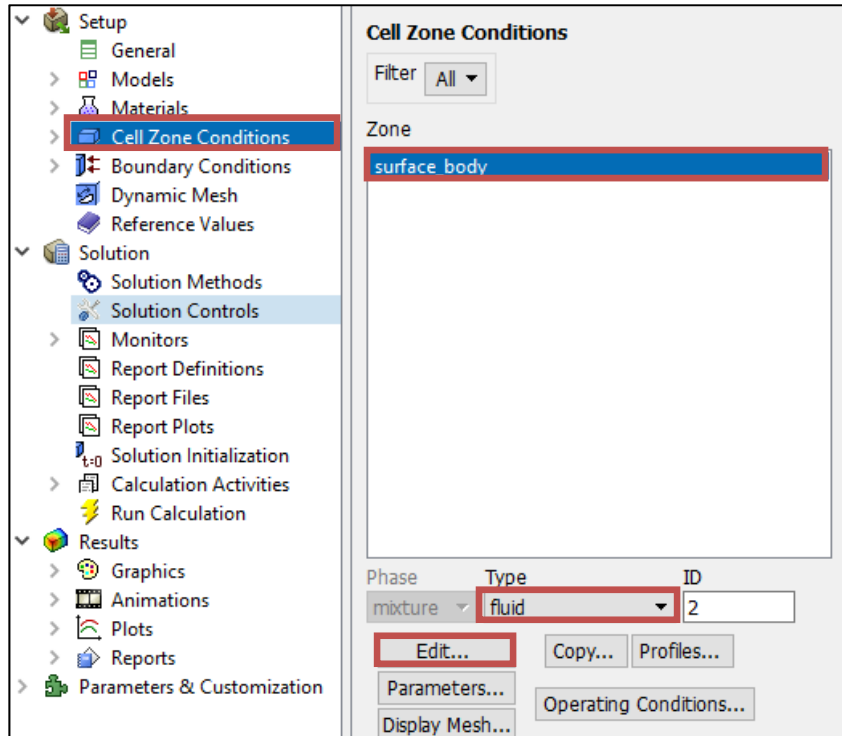 Setup
General
Models
Materials
Cell Zone Conditions
Boundary Conditions
Dynamic Mesh
Reference Values
Solution
Solution Methods
Solution Controls
Monitors
Report Definitions
Report Files
Report Plots
t=0 Solution Initialization
Calculation Activities
Run Calculation
Results
Graphics
Animations
Plots
Reports
Parameters & Customization
Cell Zone Conditions
Filter All
Zone
surface_body
Phase Type ID
mixture fluid 2
Edit... Copy... Profiles...
Parameters... Operating Conditions...
Display Mesh...